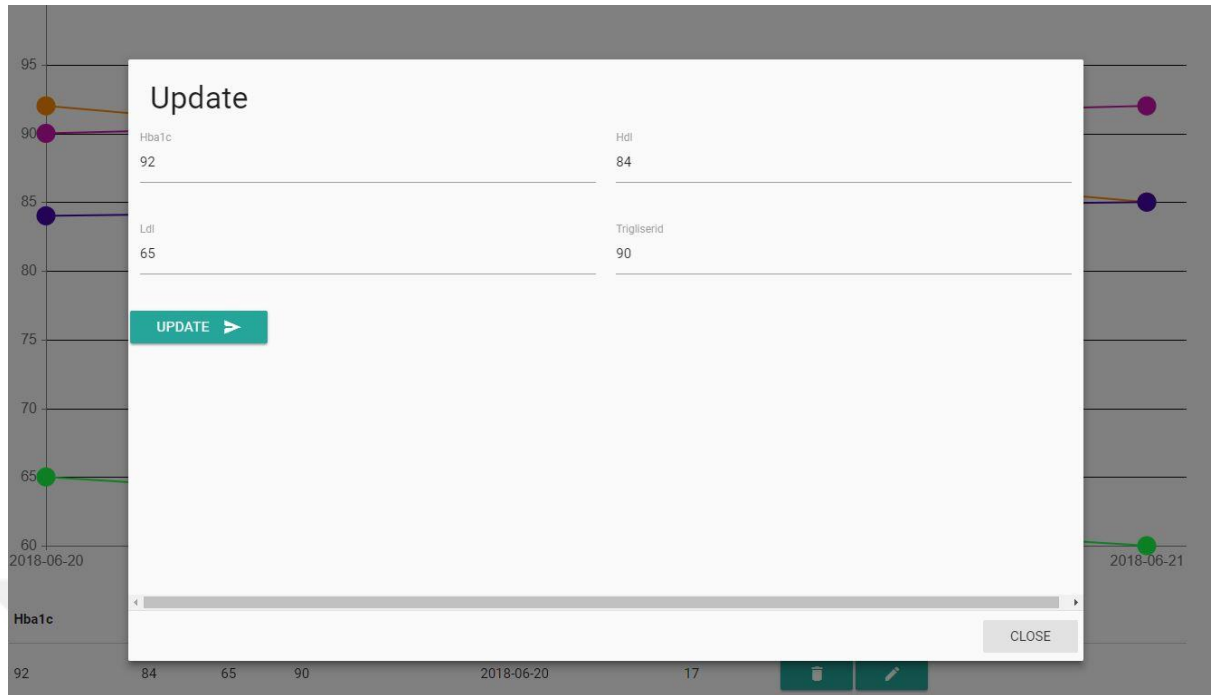 95
Update
90
Hba1c
Hdl
92
84
85
Ldl
Trigliserid
65
90
80
UPDATE
75
70
65
60
2018-06-20
2018-06-21
Hba1c
CLOSE
92 84 65 90 2018-06-20 17